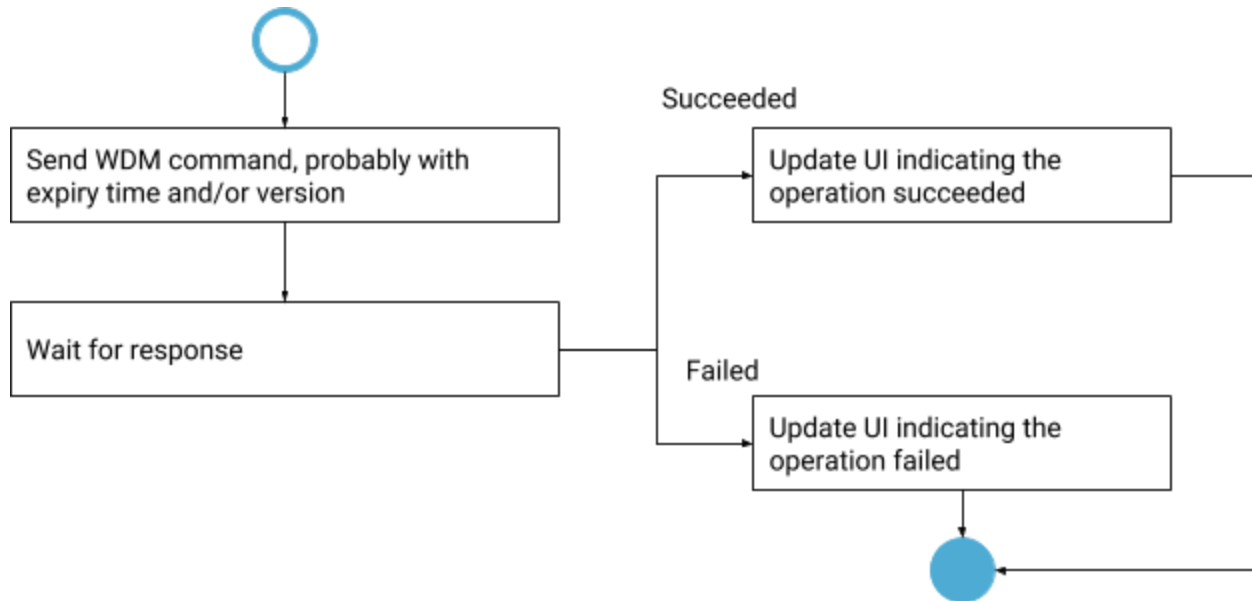 Send WDM command, probably with
expiry time and/or version
Wait for response
Succeeded
Update UI indicating the
operation succeeded
Failed
Update UI indicating the
operation failed